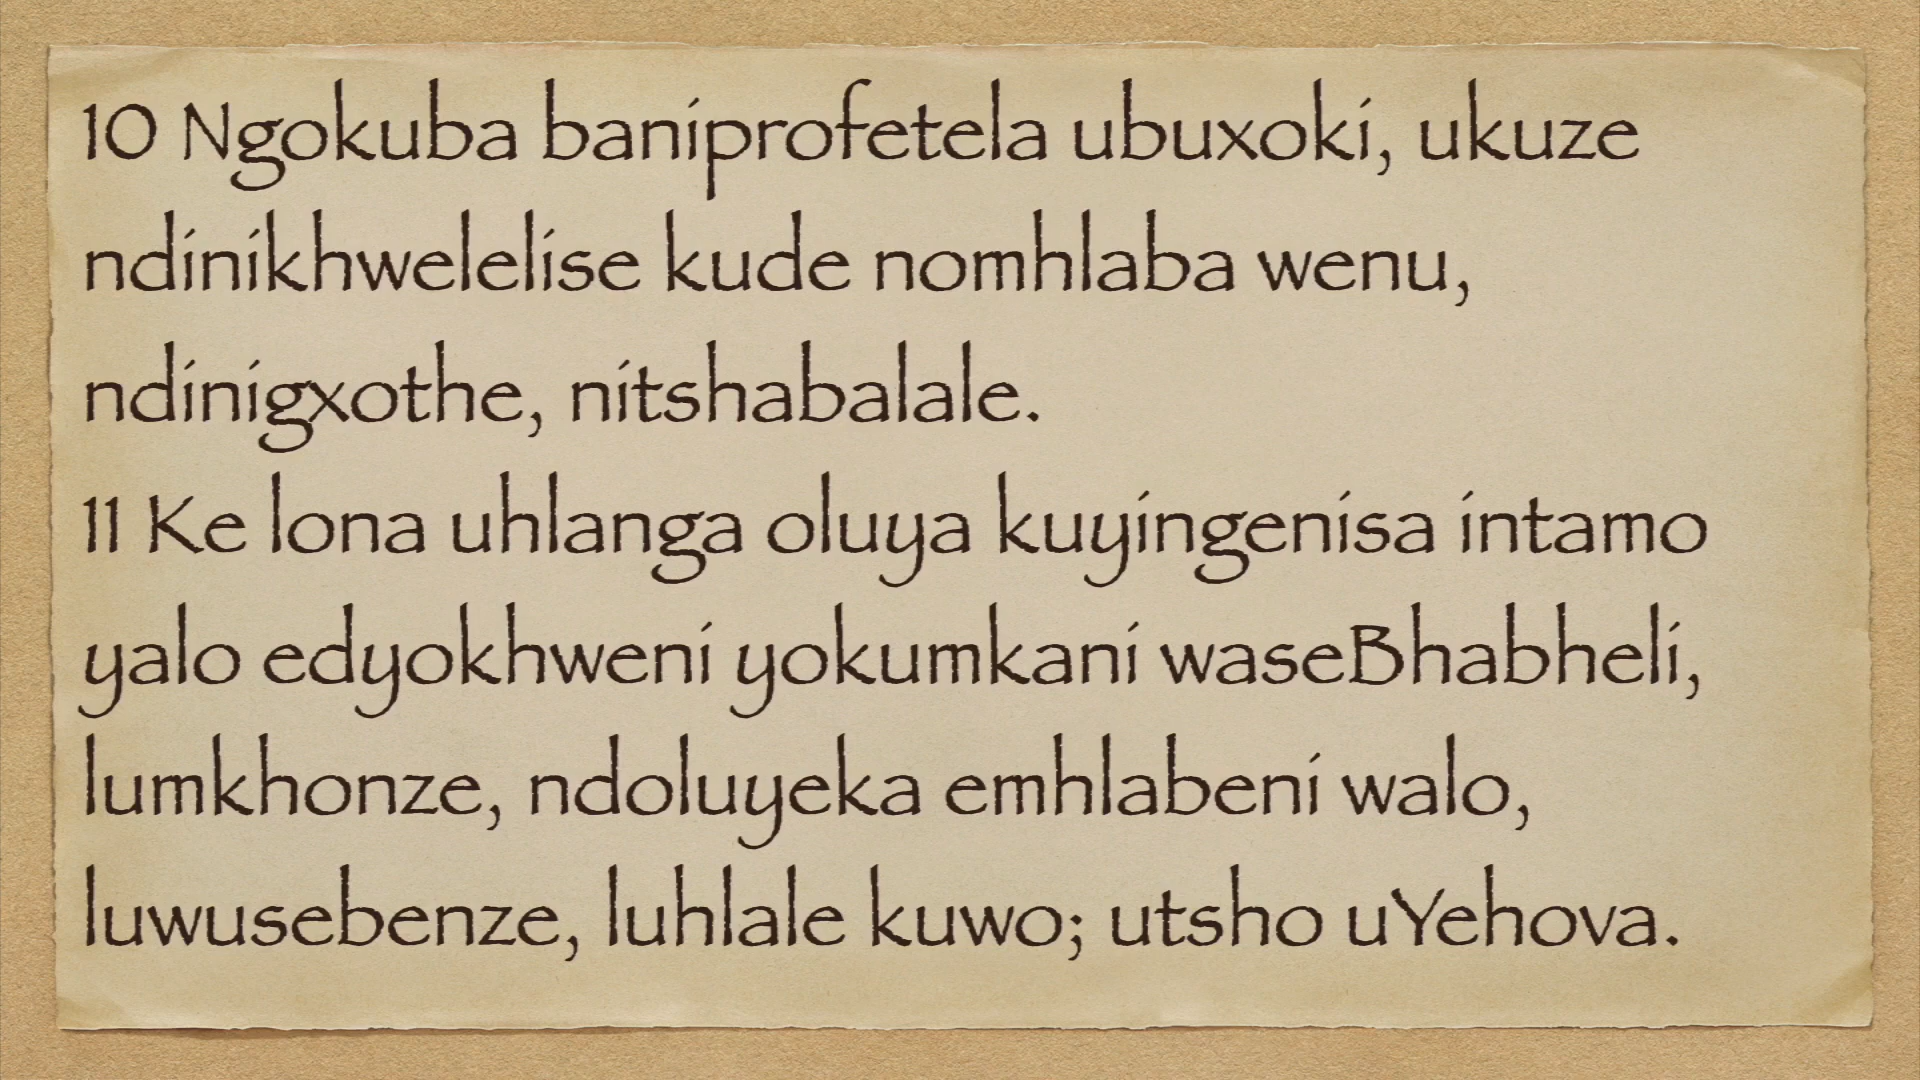 10 Ngokuba baniprofetela ubuxoki, ukuze
ndinikhwelelise kude nomhlaba wenu,
ndinigxothe, nitshabalale.
11 Ke lona uhlanga oluya kuyingenisa intamo
yalo edyokhweni yokumkani waseBhabheli,
lumkhonze, ndoluyeka emhlabeni walo,
luwusebenze, luhlale kuwo; utsho uYehova.